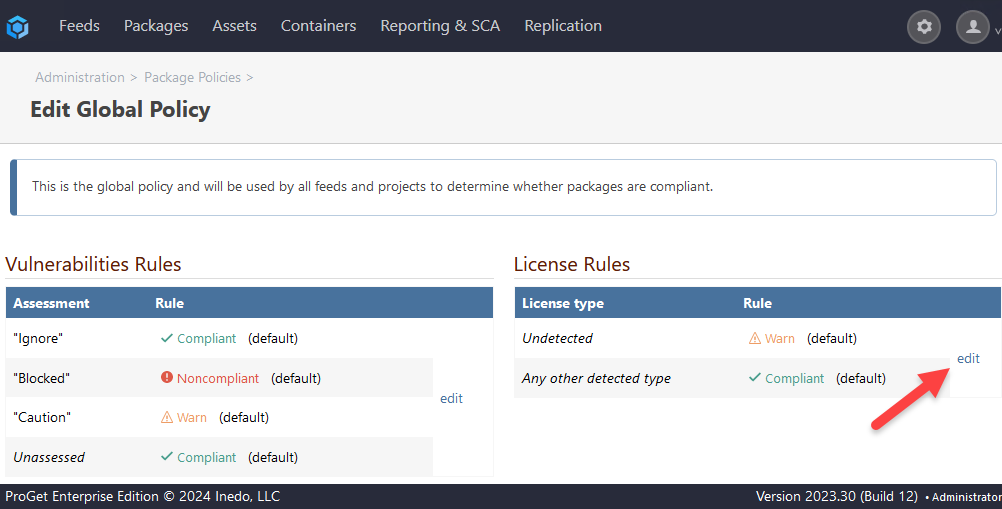 Feeds Packages Assets Containers Reporting & SCA Replication
Administration > Package Policies >
Edit Global Policy
This is the global policy and will be used by all feeds and projects to determine whether packages are compliant.
Vulnerabilities Rules
Assessment Rule
"Ignore" Compliant (default)
"Blocked" Noncompliant (default)
"Caution" Warn (default)
Unassessed Compliant (default)
edit
License Rules
License type Rule
Undetected Warn (default)
Any other detected type Compliant (default)
edit
ProGet Enterprise Edition © 2024 Inedo, LLC
Version 2023.30 (Build 12) • Administrator